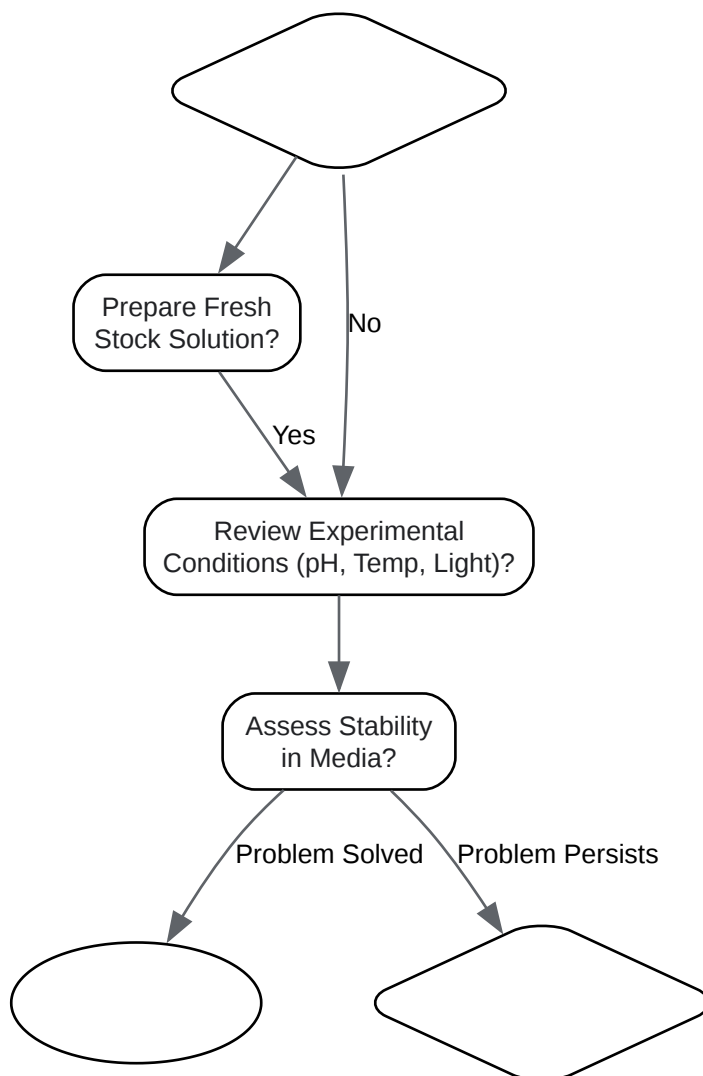 Prepare Fresh
Stock Solution?
No
Yes
Review Experimental
Conditions (pH, Temp, Light)?
Assess Stability
in Media?
Problem Solved
Problem Persists